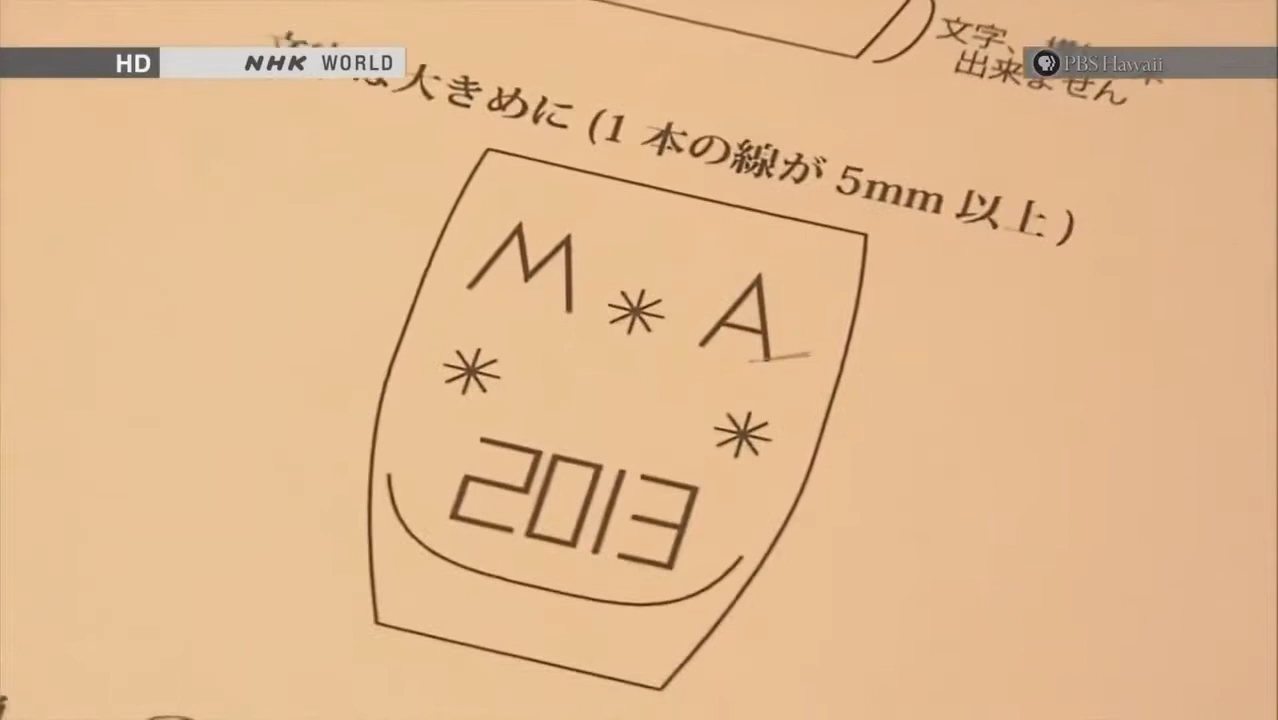 HD NHK WORLD
PBS Hawaii
文字、
出来ません
大きめに (1 本の線が 5mm 以上)
M * A
* *
2013